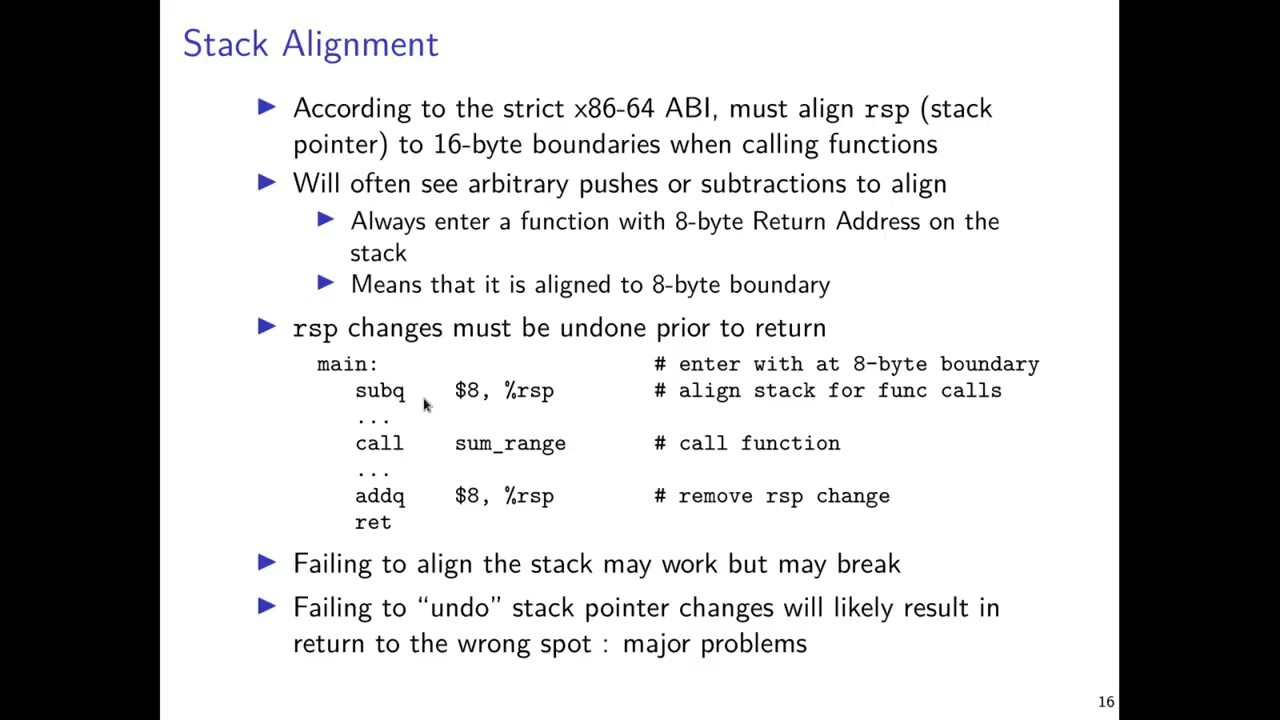 Stack Alignment
According to the strict x86-64 ABI, must align rsp (stack
pointer) to 16-byte boundaries when calling functions
Will often see arbitrary pushes or subtractions to align
Always enter a function with 8-byte Return Address on the
stack
Means that it is aligned to 8-byte boundary
rsp changes must be undone prior to return
main: # enter with at 8-byte boundary
subq $8, %rsp # align stack for func calls
...
call sum_range # call function
...
addq $8, %rsp # remove rsp change
ret
Failing to align the stack may work but may break
Failing to “undo” stack pointer changes will likely result in
return to the wrong spot : major problems
16